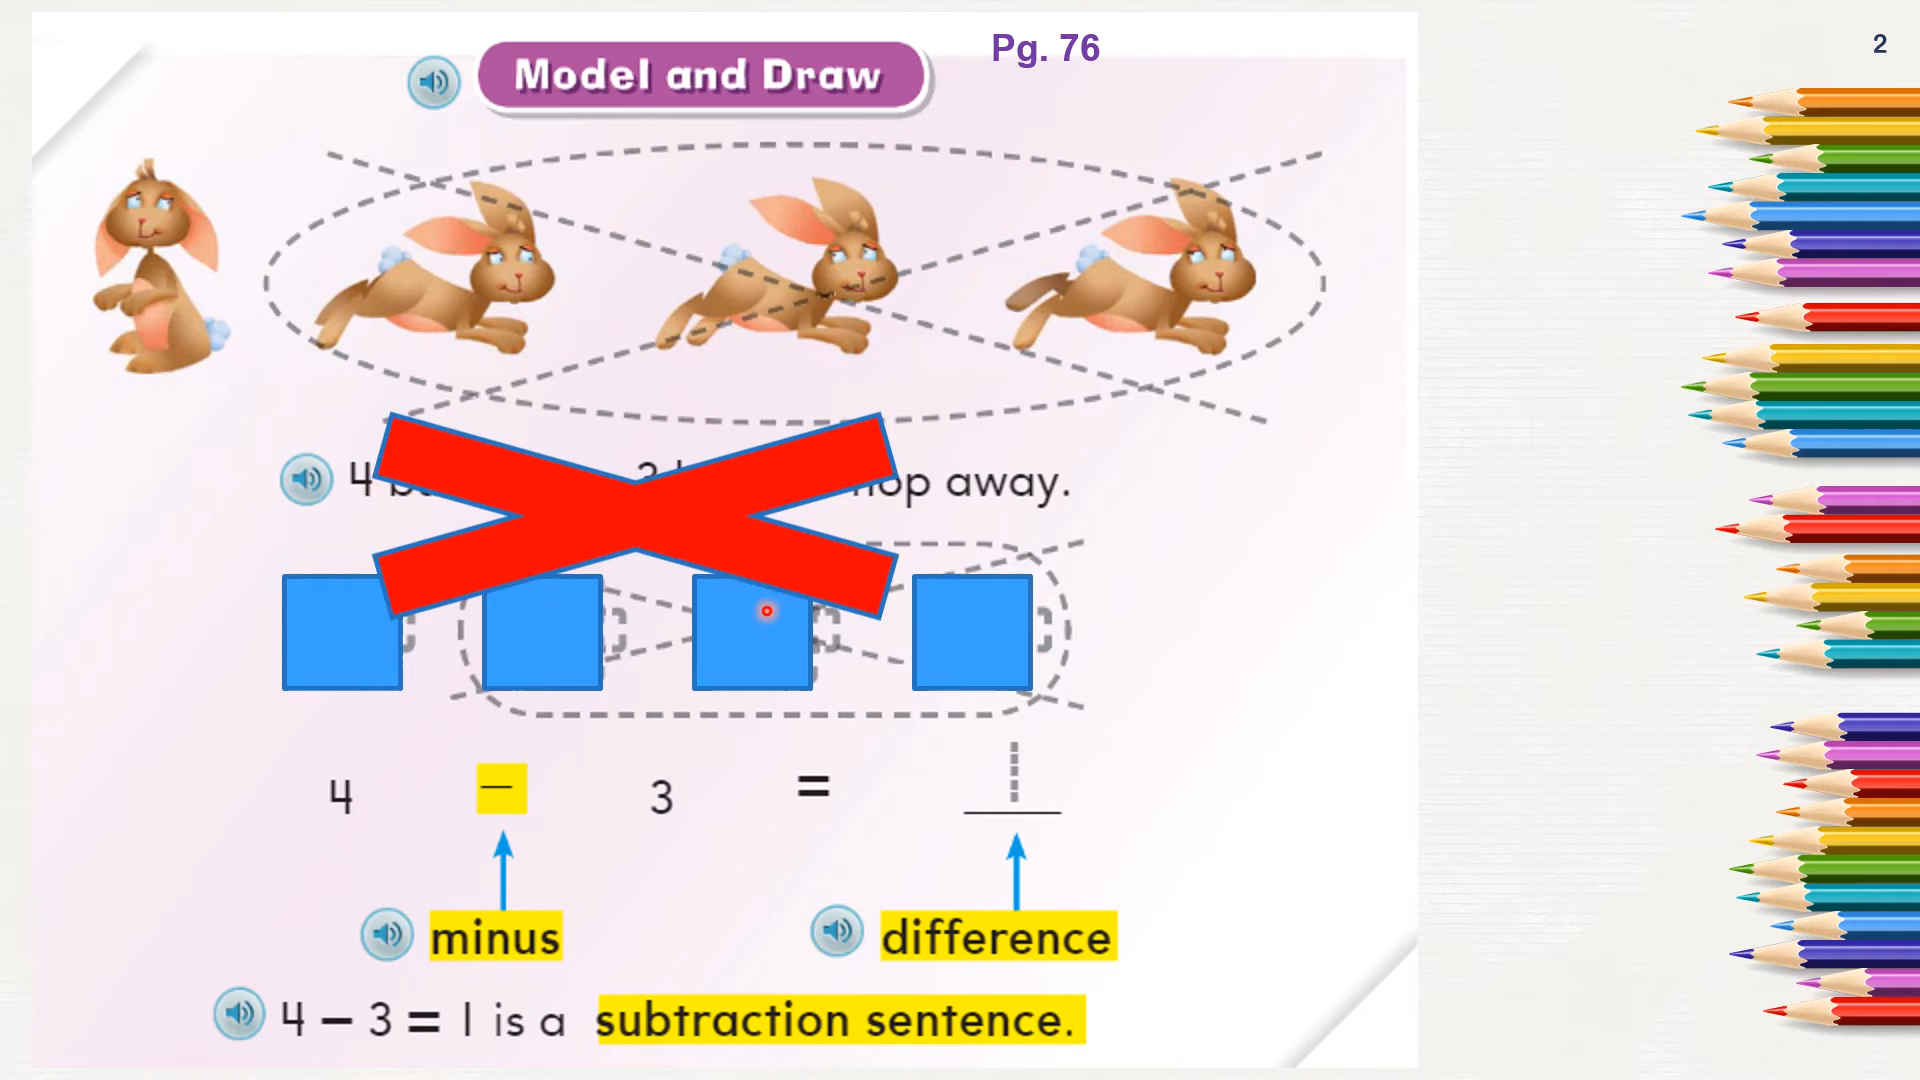 Pg. 76
2
Model and Draw
4 hop away.
4 − 3 = 1
minus difference
4 − 3 = 1 is a subtraction sentence.